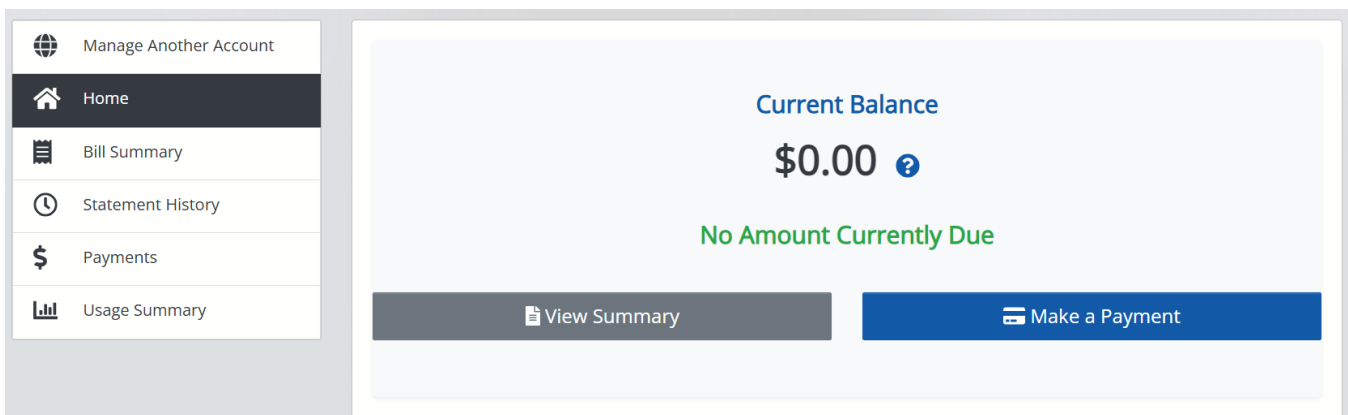 Manage Another Account
Home
Bill Summary
Statement History
Payments
Usage Summary
Current Balance
$0.00 ?
No Amount Currently Due
View Summary
Make a Payment